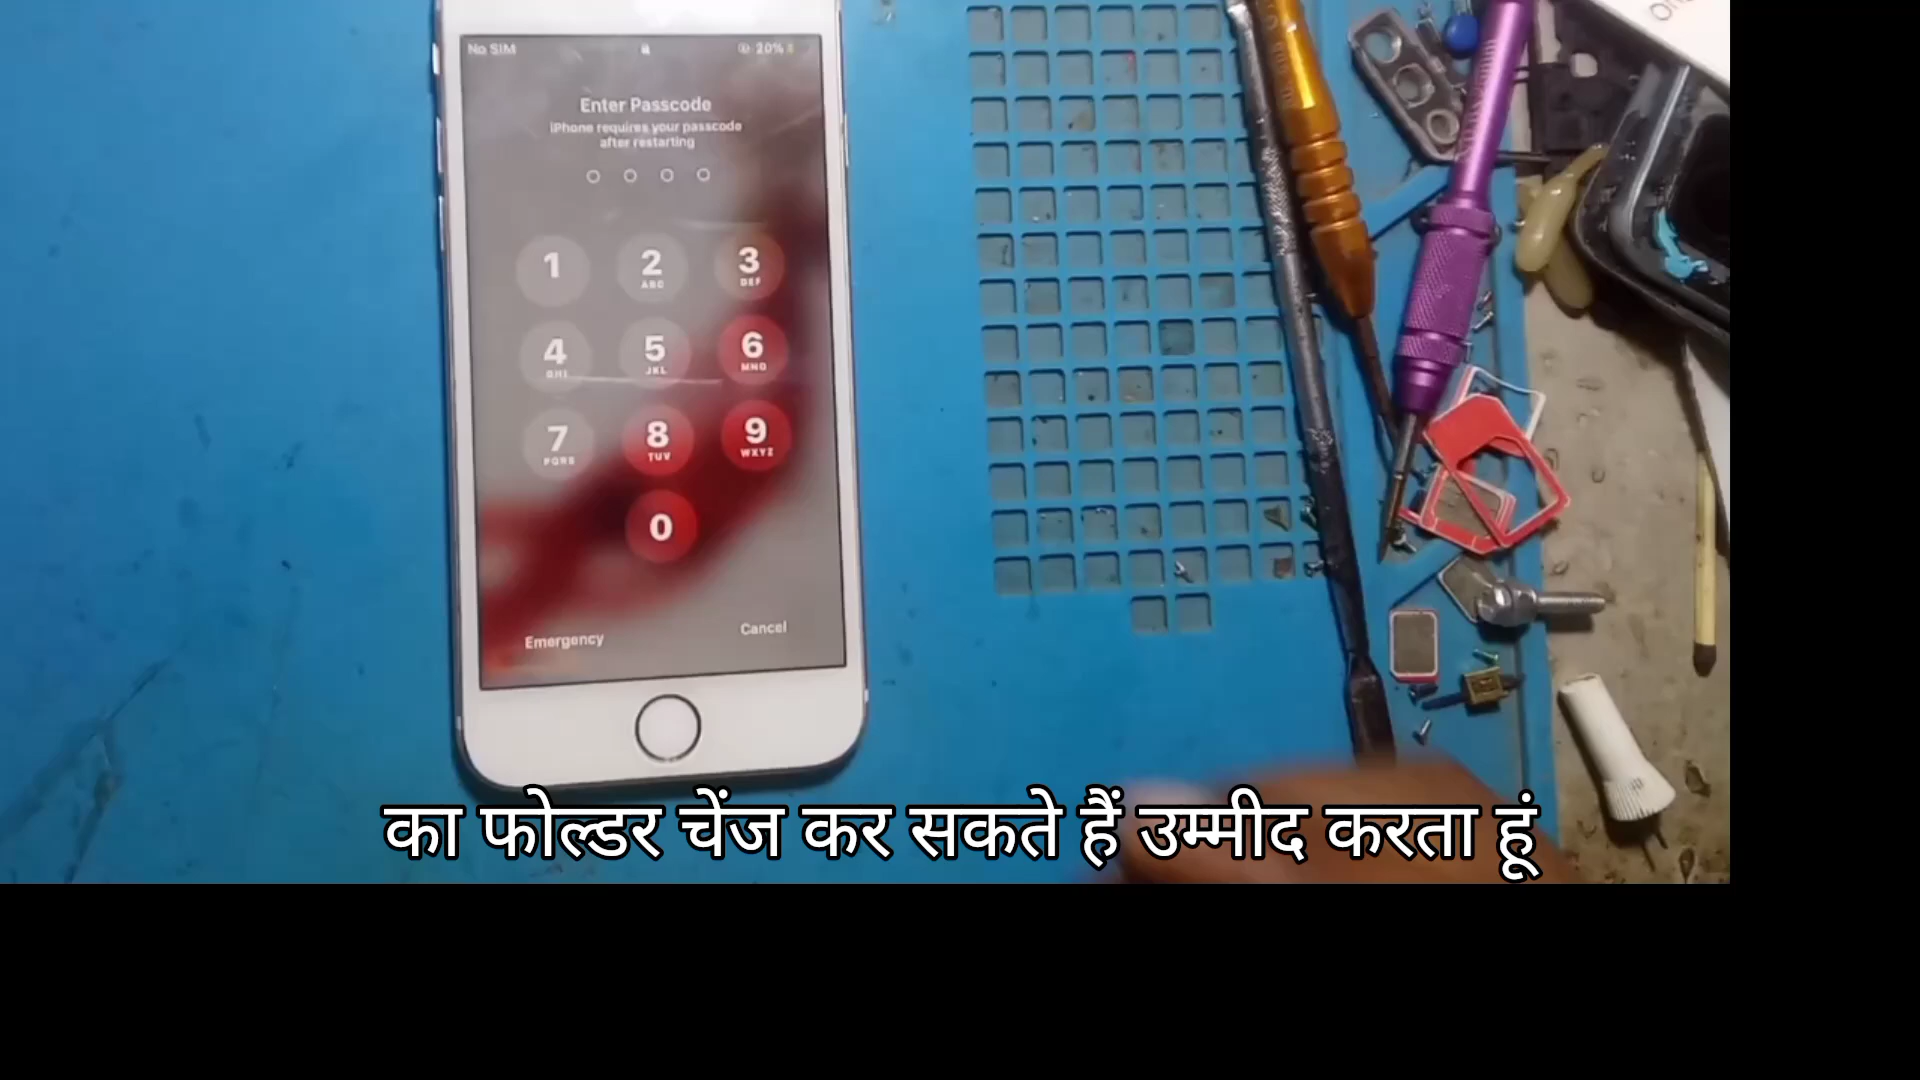 No SIM
20%
Enter Passcode
iPhone requires your passcode
after restarting
1
2
ABC
3
DEF
4
GHI
5
JKL
6
MNO
7
PQRS
8
TUV
9
WXYZ
0
Emergency
Cancel
का फोल्डर चेंज कर सकते हैं उम्मीद करता हूं